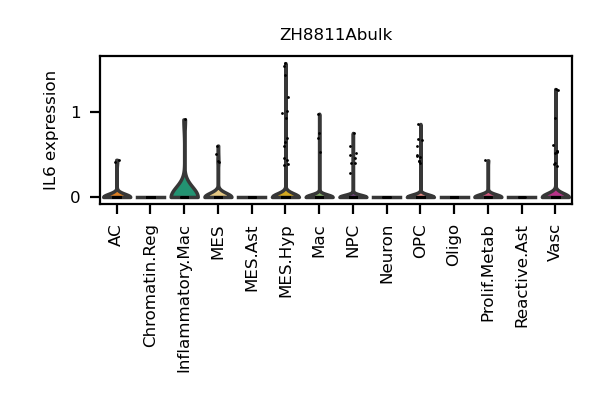 ZH8811Abulk
IL6 expression
1
0
AC
Chromatin.Reg
Inflammatory.Mac
MES
MES.Ast
MES.Hyp
Mac
NPC
Neuron
OPC
Oligo
Prolif.Metab
Reactive.Ast
Vasc